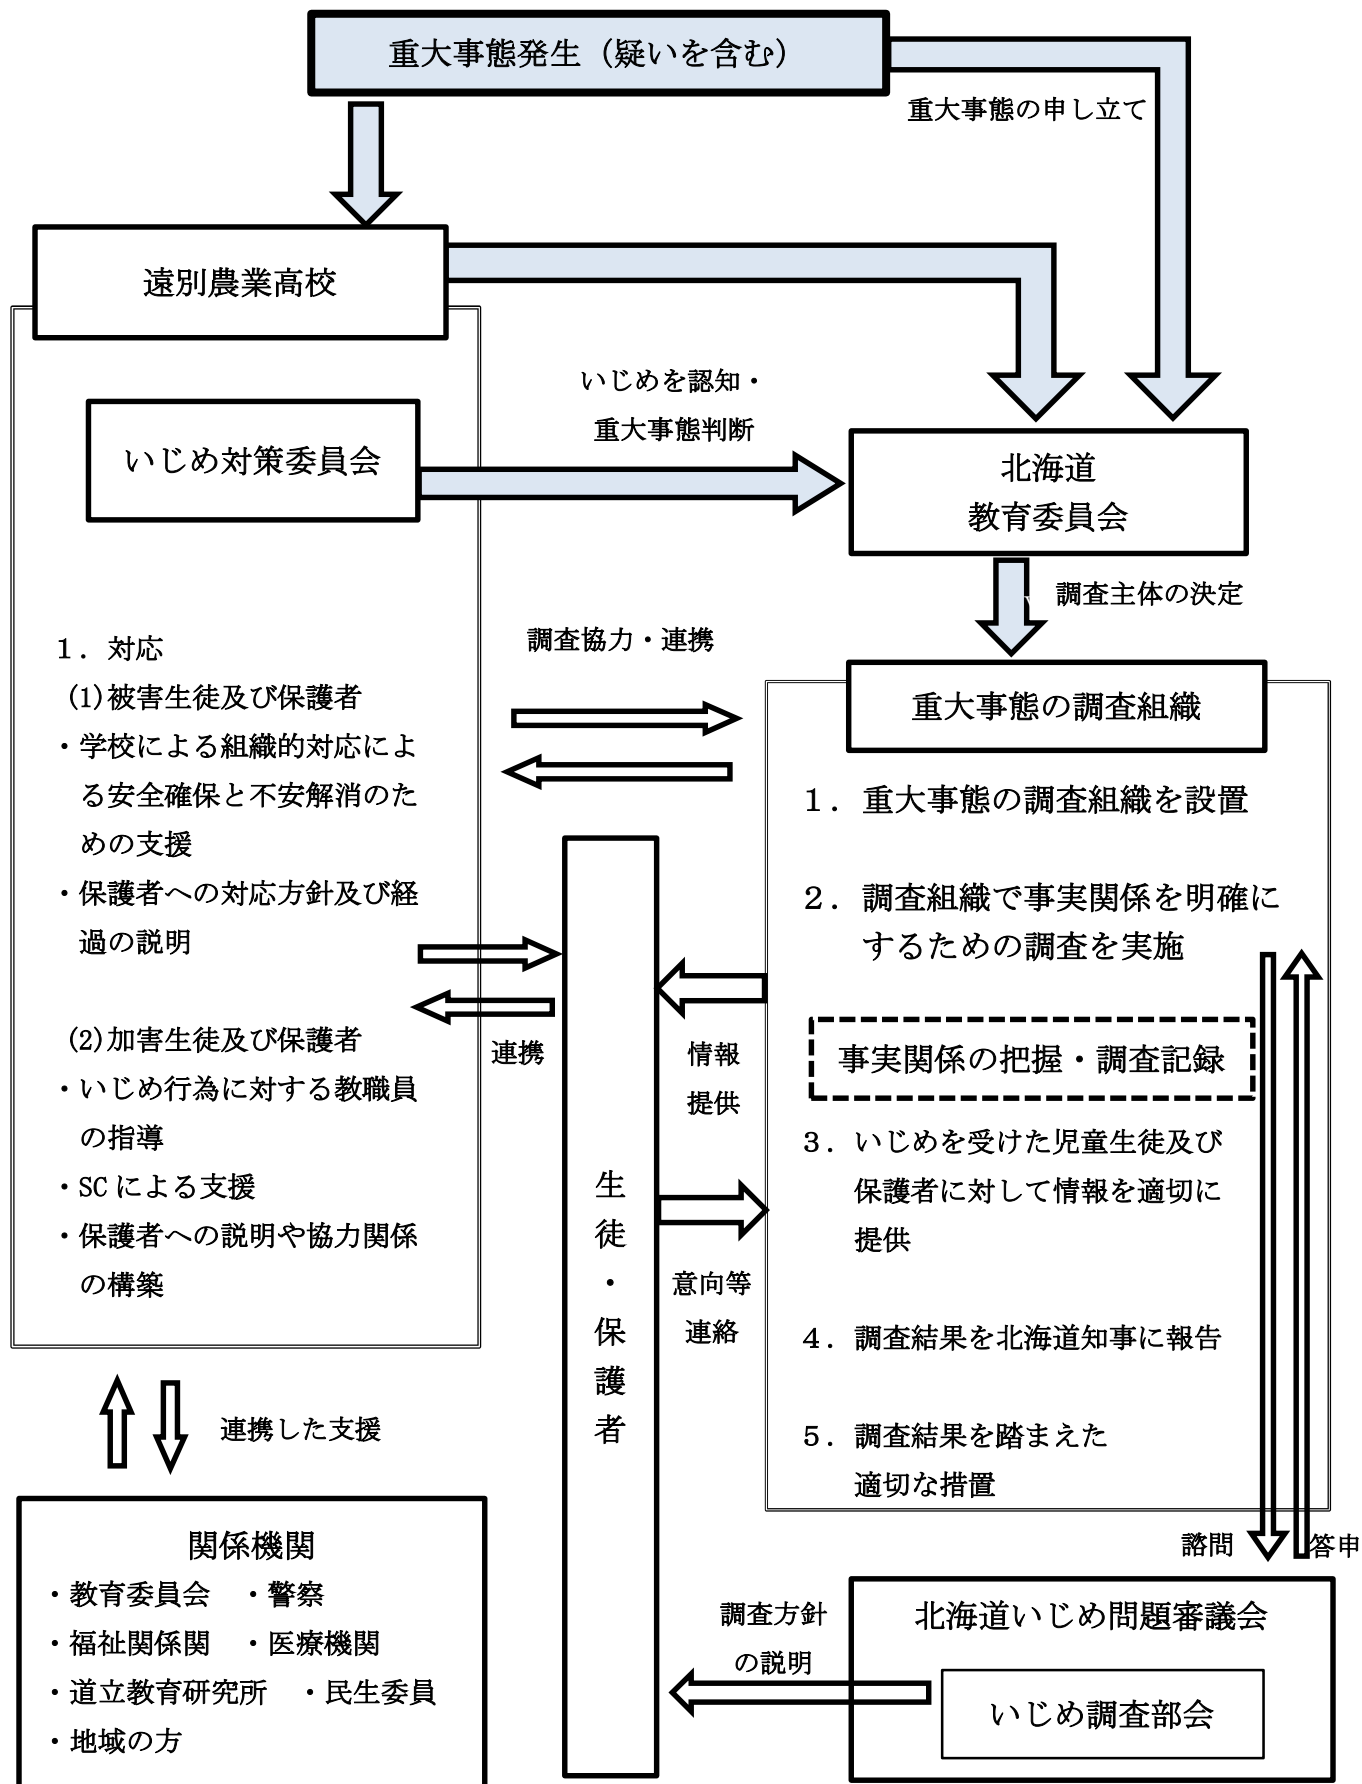 重大事態発生（疑いを含む）
重大事態の申し立て
遠別農業高校
いじめを認知・
重大事態判断
いじめ対策委員会
北海道
教育委員会
調査主体の決定
調査協力・連携
１．対応
(1)被害生徒及び保護者
・学校による組織的対応によ
る安全確保と不安解消のた
めの支援
・保護者への対応方針及び経
過の説明
(2)加害生徒及び保護者
・いじめ行為に対する教職員
の指導
・SCによる支援
・保護者への説明や協力関係
の構築
連携
情報
提供
意向等
連絡
生
徒
・
保
護
者
重大事態の調査組織
１．重大事態の調査組織を設置
２．調査組織で事実関係を明確に
するための調査を実施
事実関係の把握・調査記録
３．いじめを受けた児童生徒及び
保護者に対して情報を適切に
提供
４．調査結果を北海道知事に報告
５．調査結果を踏まえた
適切な措置
連携した支援
諮問
答申
関係機関
・教育委員会　・警察
・福祉関係関　・医療機関
・道立教育研究所　・民生委員
・地域の方
調査方針
の説明
北海道いじめ問題審議会
いじめ調査部会